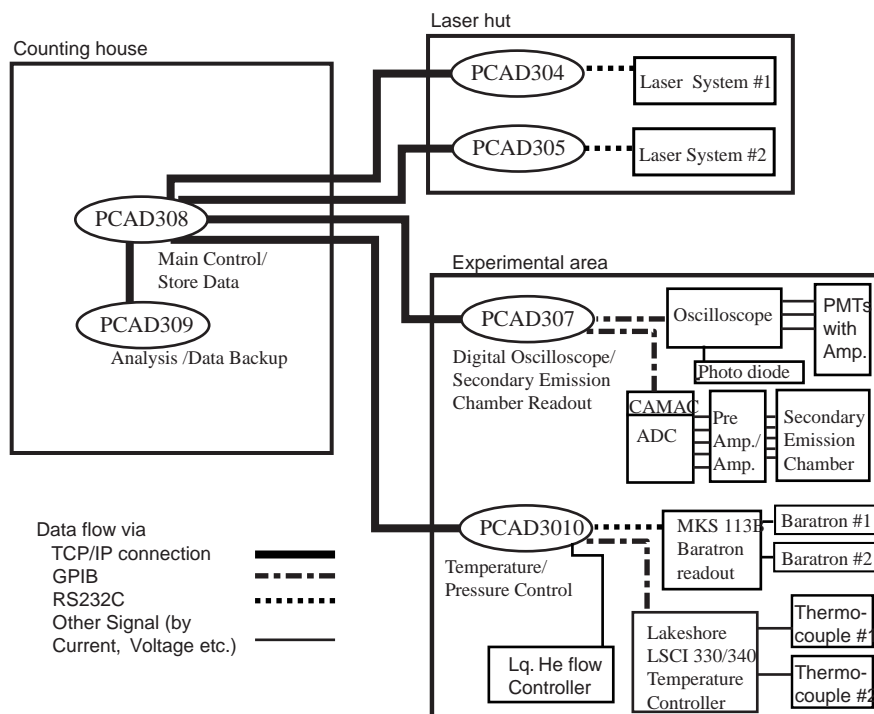 Laser hut
Counting house
PCAD304
Laser System #1
PCAD305
Laser System #2
PCAD308
Main Control/
Store Data
PCAD309
Analysis /Data Backup
Experimental area
PCAD307
Digital Oscilloscope/
Secondary Emission
Chamber Readout
Oscilloscope
PMTs
with
Amp.
Photo diode
CAMAC
ADC
Pre
Amp./
Amp.
Secondary
Emission
Chamber
PCAD3010
Temperature/
Pressure Control
MKS 113B
Baratron
readout
Baratron #1
Baratron #2
Lq. He flow
Controller
Lakeshore
LSCI 330/340
Temperature
Controller
Thermo-
couple #1
Thermo-
couple #2
Data flow via
TCP/IP connection
GPIB
RS232C
Other Signal (by
Current, Voltage etc.)